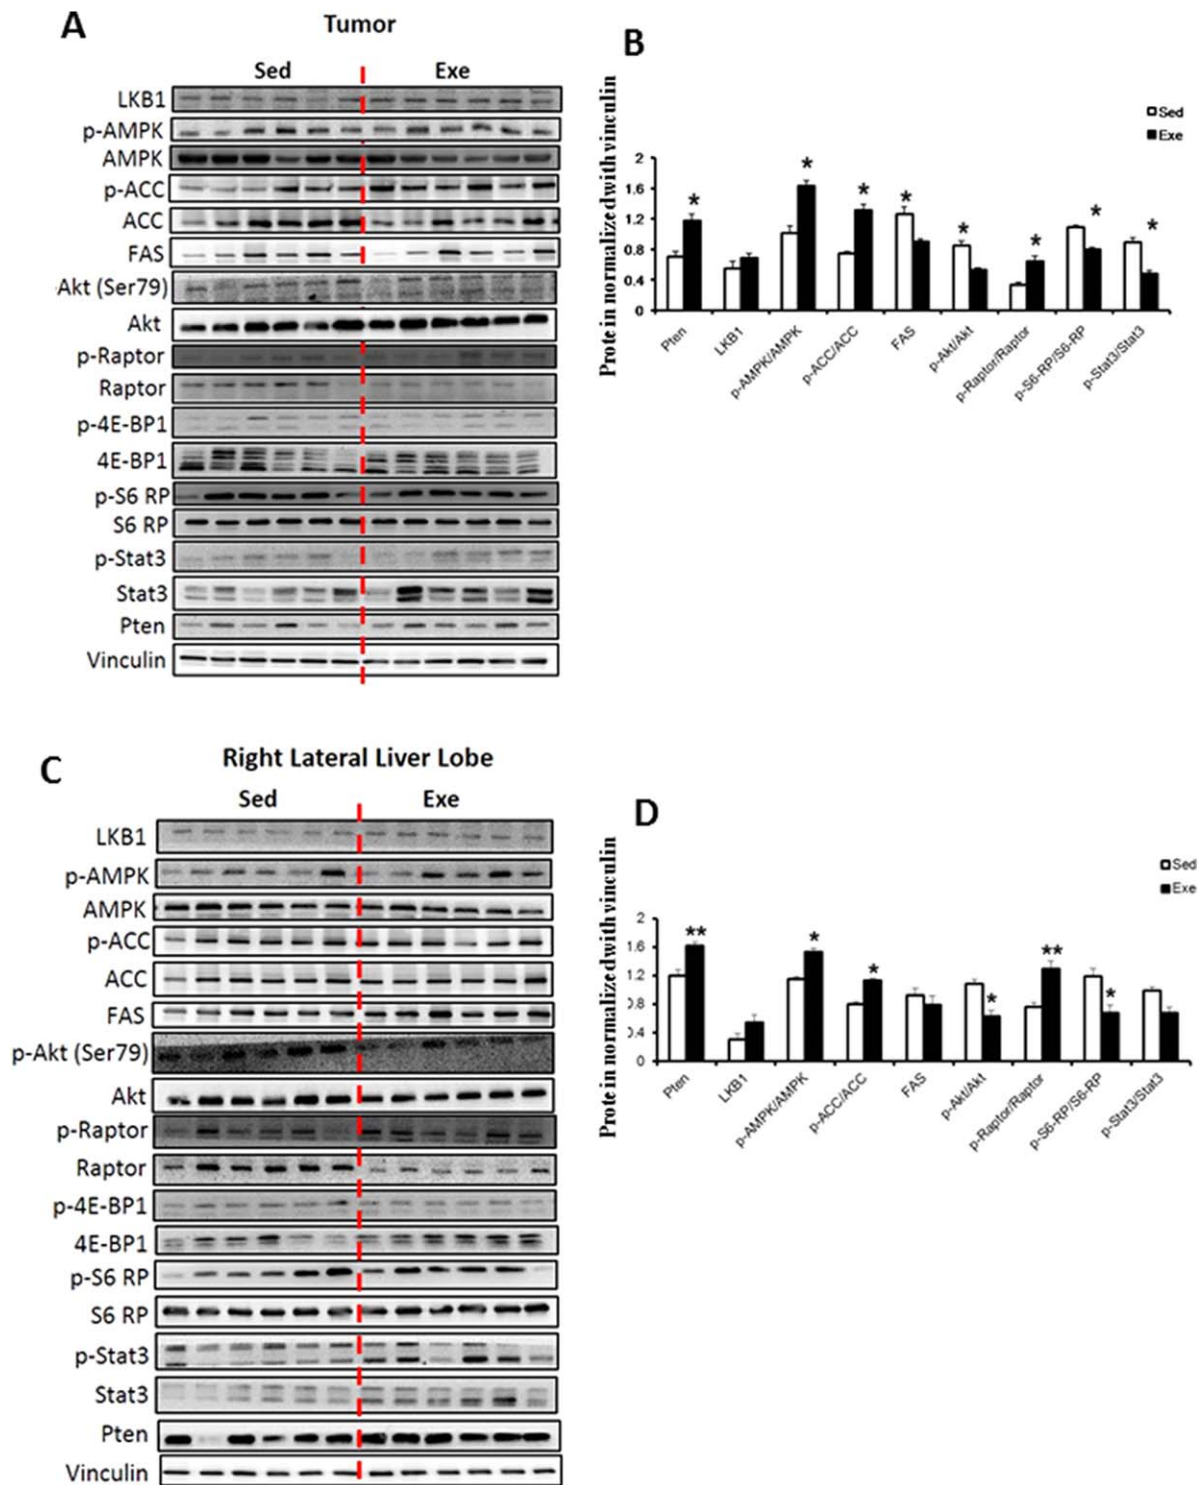 A
Tumor
Sed Exe
LKB1
p-AMPK
AMPK
p-ACC
ACC
FAS
Akt (Ser79)
Akt
p-Raptor
Raptor
p-4E-BP1
4E-BP1
p-S6 RP
S6 RP
p-Stat3
Stat3
Pten
Vinculin
B
Protein normalized with vinculin
Sed
Exe
2
1.6
1.2
0.8
0.4
0
* * * * * * * *
Pten
LKB1
p-AMPK/AMPK
p-ACC/ACC
FAS
p-Akt/Akt
p-Raptor/Raptor
p-S6-RP/S6-RP
p-Stat3/Stat3
C
Right Lateral Liver Lobe
Sed Exe
LKB1
p-AMPK
AMPK
p-ACC
ACC
FAS
p-Akt (Ser79)
Akt
p-Raptor
Raptor
p-4E-BP1
4E-BP1
p-S6 RP
S6 RP
p-Stat3
Stat3
Pten
Vinculin
D
Protein normalized with vinculin
Sed
Exe
2
1.6
1.2
0.8
0.4
0
** * * * ** *
Pten
LKB1
p-AMPK/AMPK
p-ACC/ACC
FAS
p-Akt/Akt
p-Raptor/Raptor
p-S6-RP/S6-RP
p-Stat3/Stat3